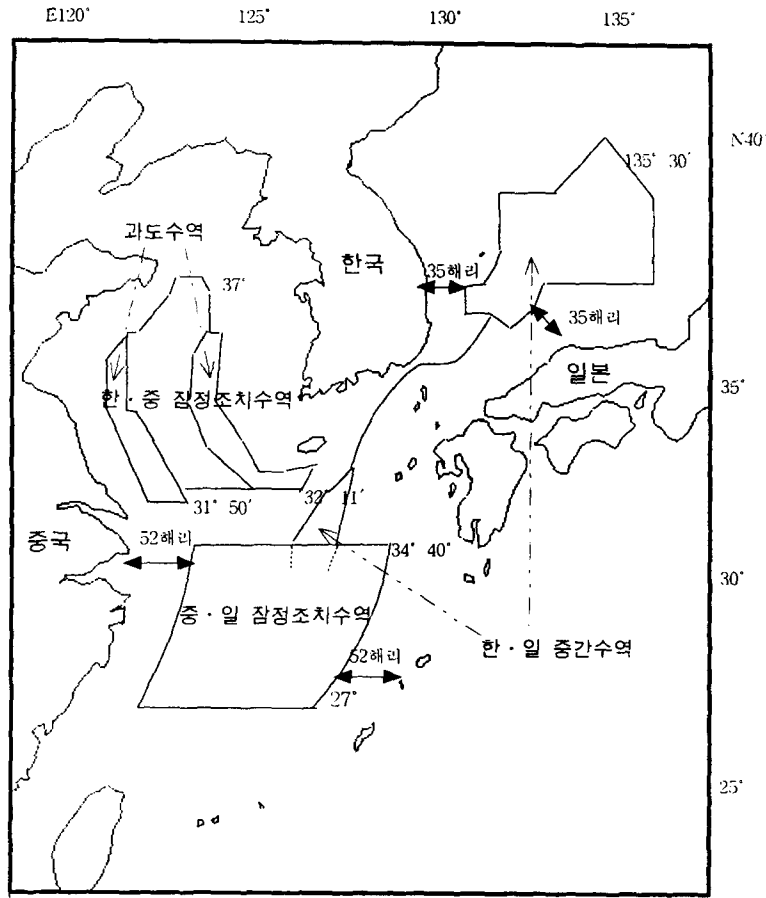 E120° 125° 130° 135°
N40°
135° 30′
과도수역
한국
35해리
37°
35해리
일본
35°
한 · 중 잠정조치수역
32° 11′
31° 50′
중국
52해리
34° 40°
30°
중 · 일 잠정조치수역
한 · 일 중간수역
52해리
27°
25°